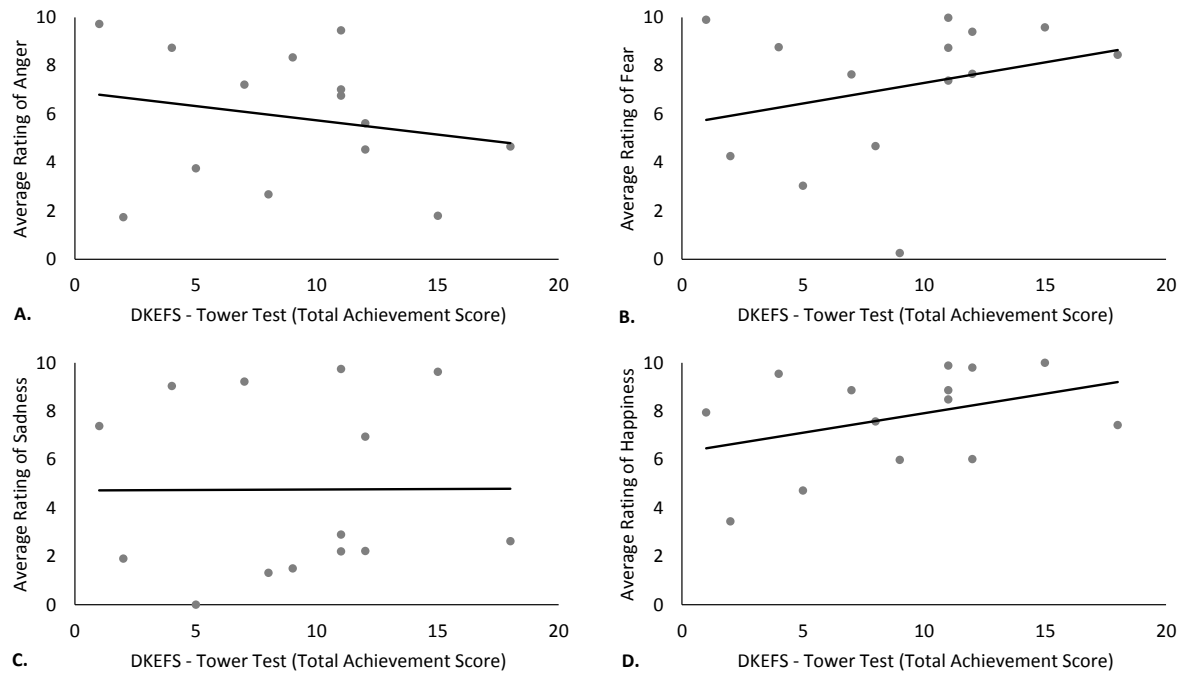 Average Rating of Anger
10
8
6
4
2
0
0 5 10 15 20
A. DKEFS - Tower Test (Total Achievement Score)
Average Rating of Fear
10
8
6
4
2
0
0 5 10 15 20
B. DKEFS - Tower Test (Total Achievement Score)
Average Rating of Sadness
10
8
6
4
2
0
0 5 10 15 20
C. DKEFS - Tower Test (Total Achievement Score)
Average Rating of Happiness
10
8
6
4
2
0
0 5 10 15 20
D. DKEFS - Tower Test (Total Achievement Score)